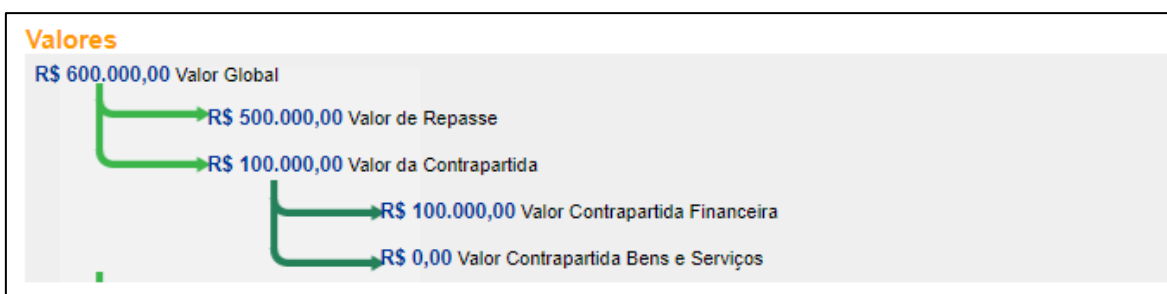 Valores
R$ 600.000,00 Valor Global
R$ 500.000,00 Valor de Repasse
R$ 100.000,00 Valor da Contrapartida
R$ 100.000,00 Valor Contrapartida Financeira
R$ 0,00 Valor Contrapartida Bens e Serviços